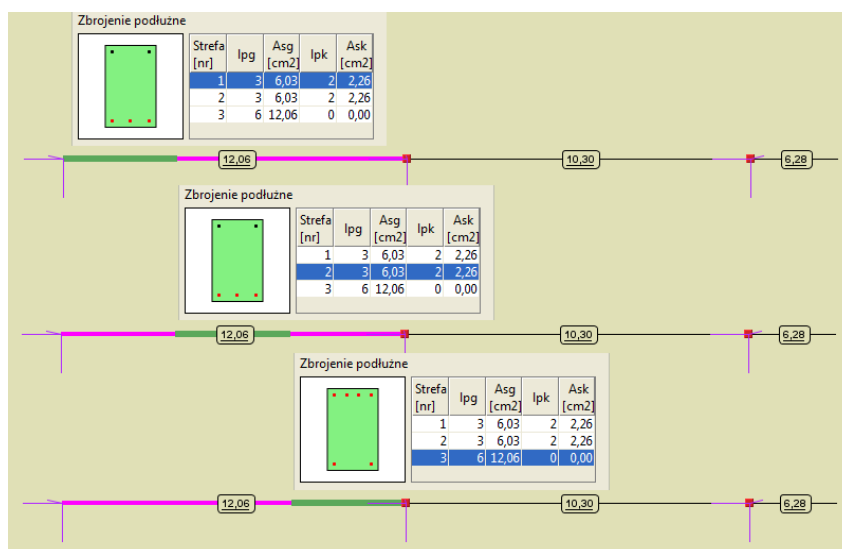 Zbrojenie podłużne
Strefa [nr] lpg Asg [cm2] lpk Ask [cm2]
1 3 6,03 2 2,26
2 3 6,03 2 2,26
3 6 12,06 0 0,00
12,06 10,30 6,28
Zbrojenie podłużne
Strefa [nr] lpg Asg [cm2] lpk Ask [cm2]
1 3 6,03 2 2,26
2 3 6,03 2 2,26
3 6 12,06 0 0,00
12,06 10,30 6,28
Zbrojenie podłużne
Strefa [nr] lpg Asg [cm2] lpk Ask [cm2]
1 3 6,03 2 2,26
2 3 6,03 2 2,26
3 6 12,06 0 0,00
12,06 10,30 6,28